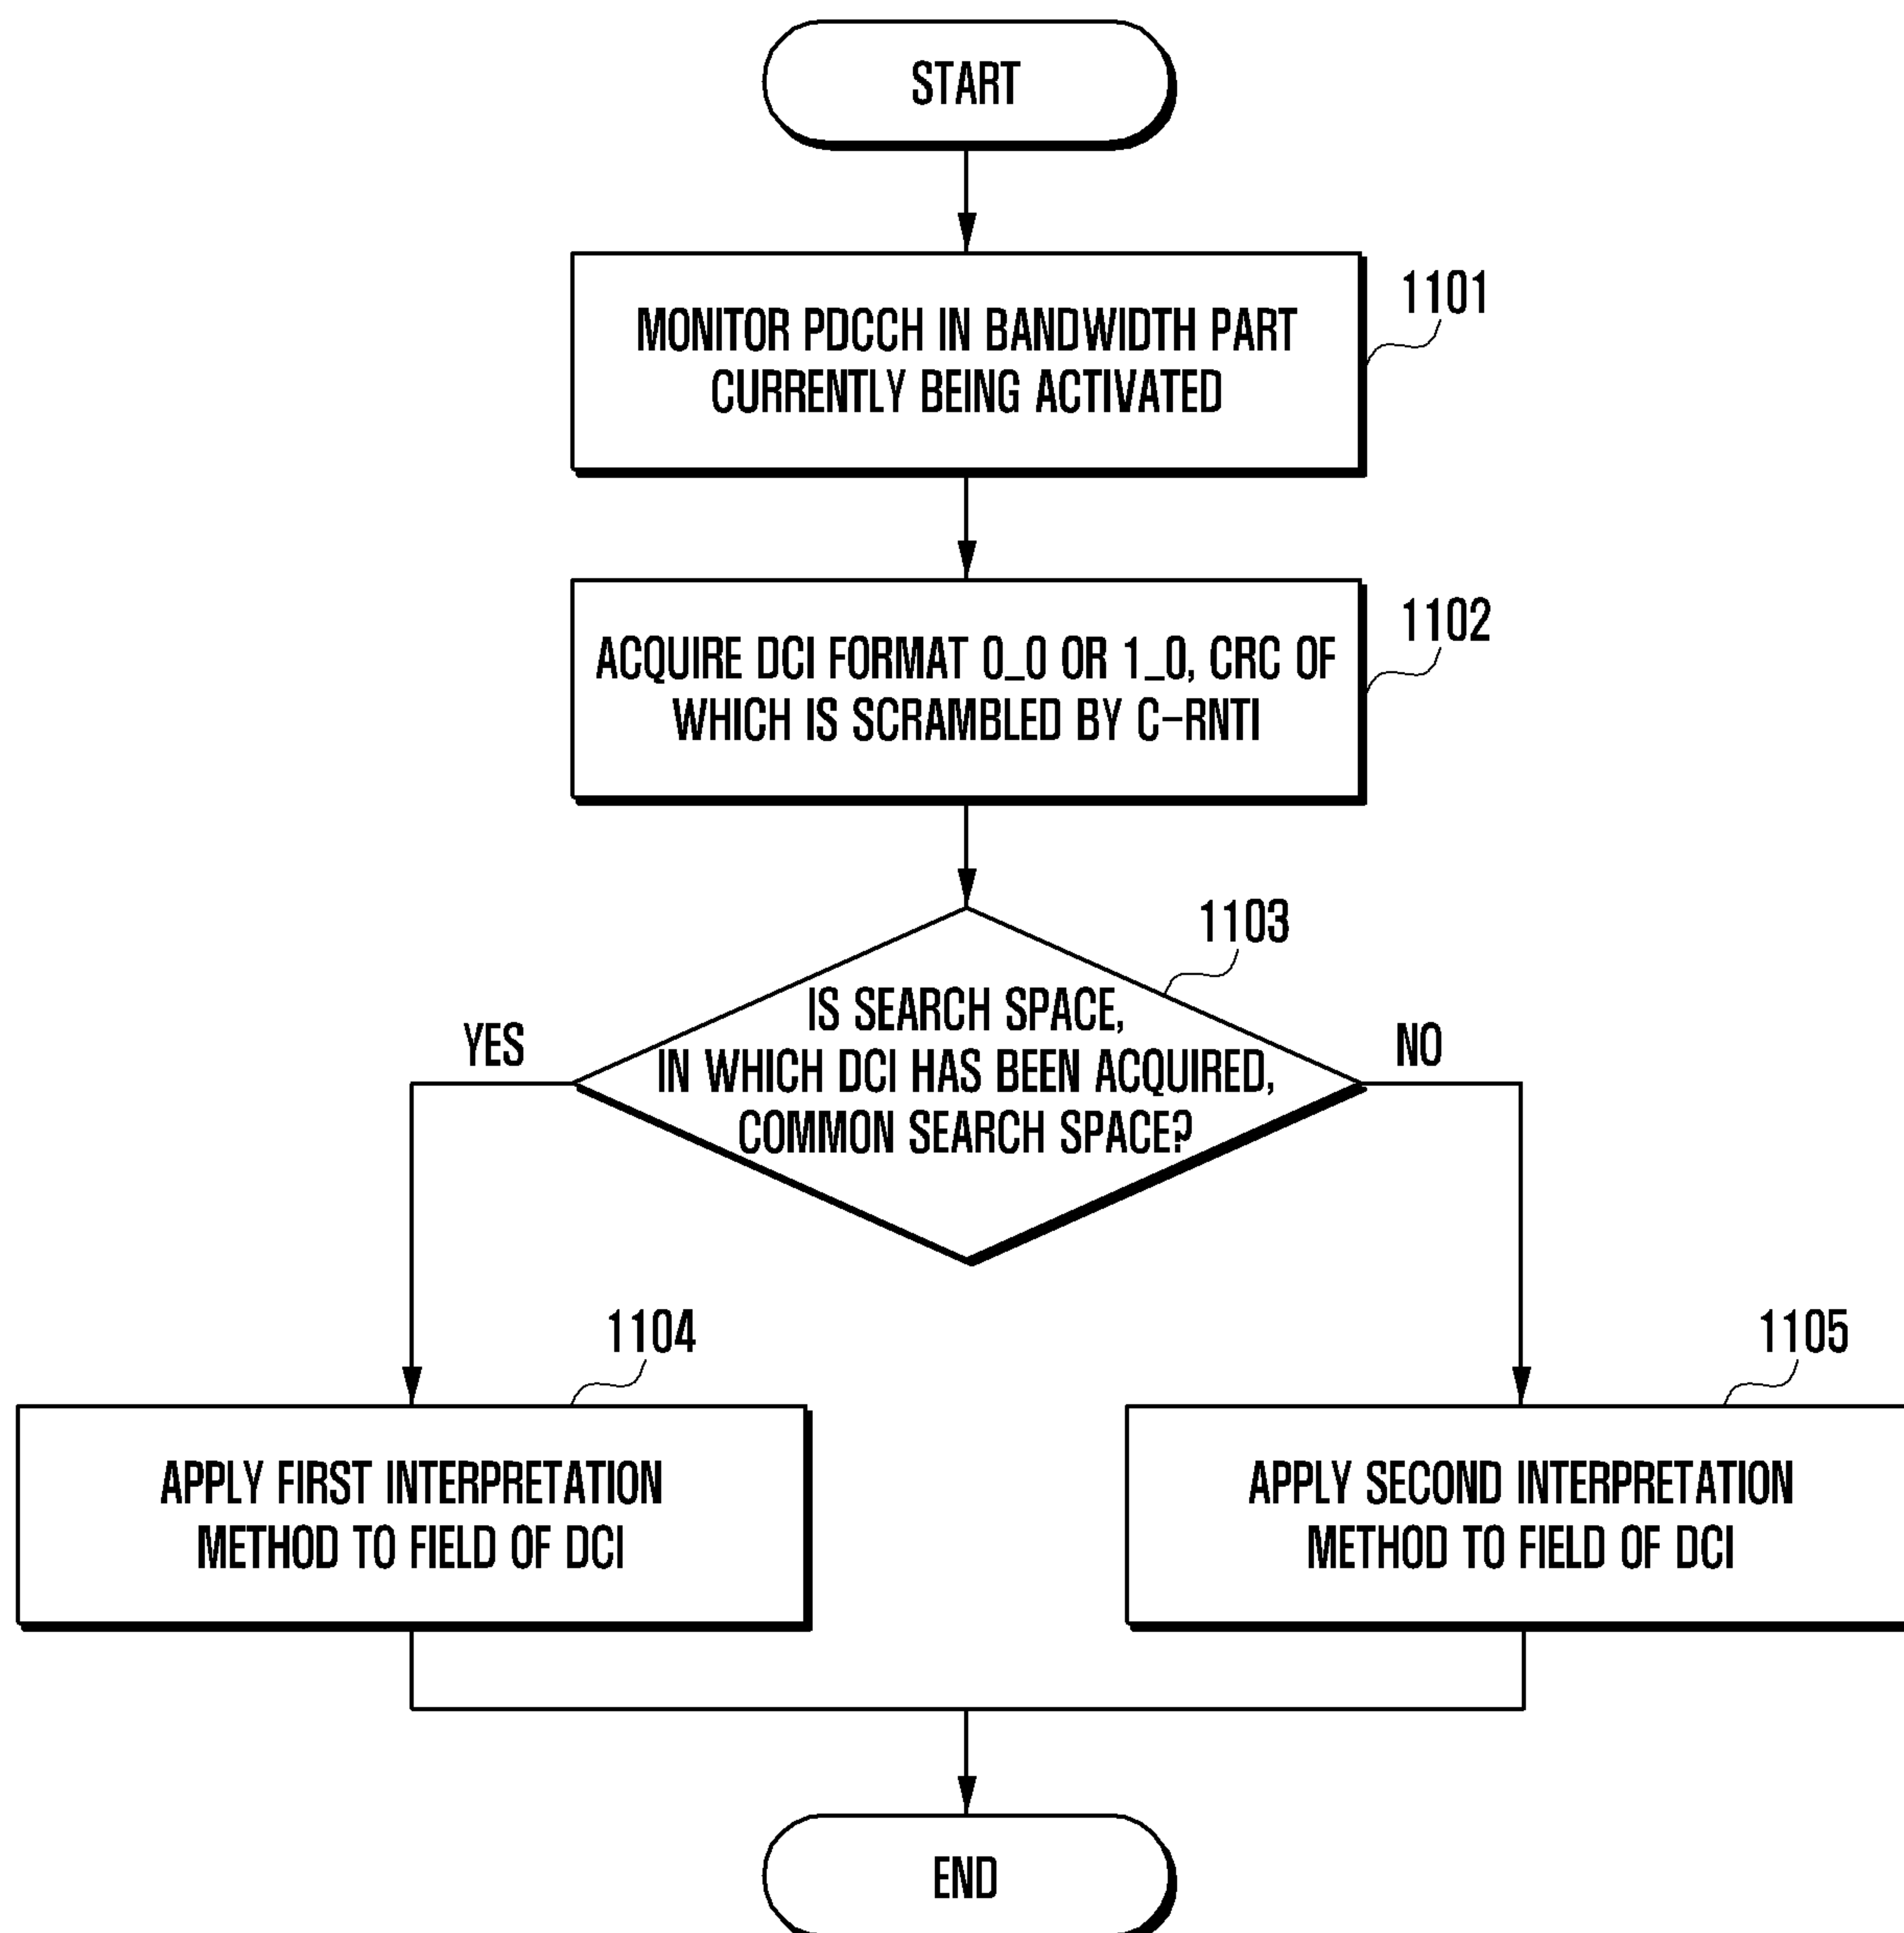 START
1101
MONITOR PDCCH IN BANDWIDTH PART
CURRENTLY BEING ACTIVATED
1102
ACQUIRE DCI FORMAT 0_0 OR 1_0, CRC OF
WHICH IS SCRAMBLED BY C-RNTI
1103
IS SEARCH SPACE,
IN WHICH DCI HAS BEEN ACQUIRED,
COMMON SEARCH SPACE?
YES
NO
1104
APPLY FIRST INTERPRETATION
METHOD TO FIELD OF DCI
1105
APPLY SECOND INTERPRETATION
METHOD TO FIELD OF DCI
END